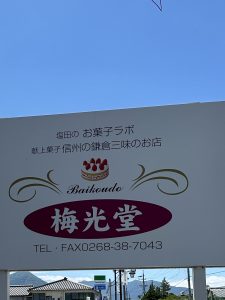 塩田の お菓子ラボ
献上菓子 信州の鎌倉三味のお店
Baikoudo
梅光堂
TEL・FAX0268-38-7043